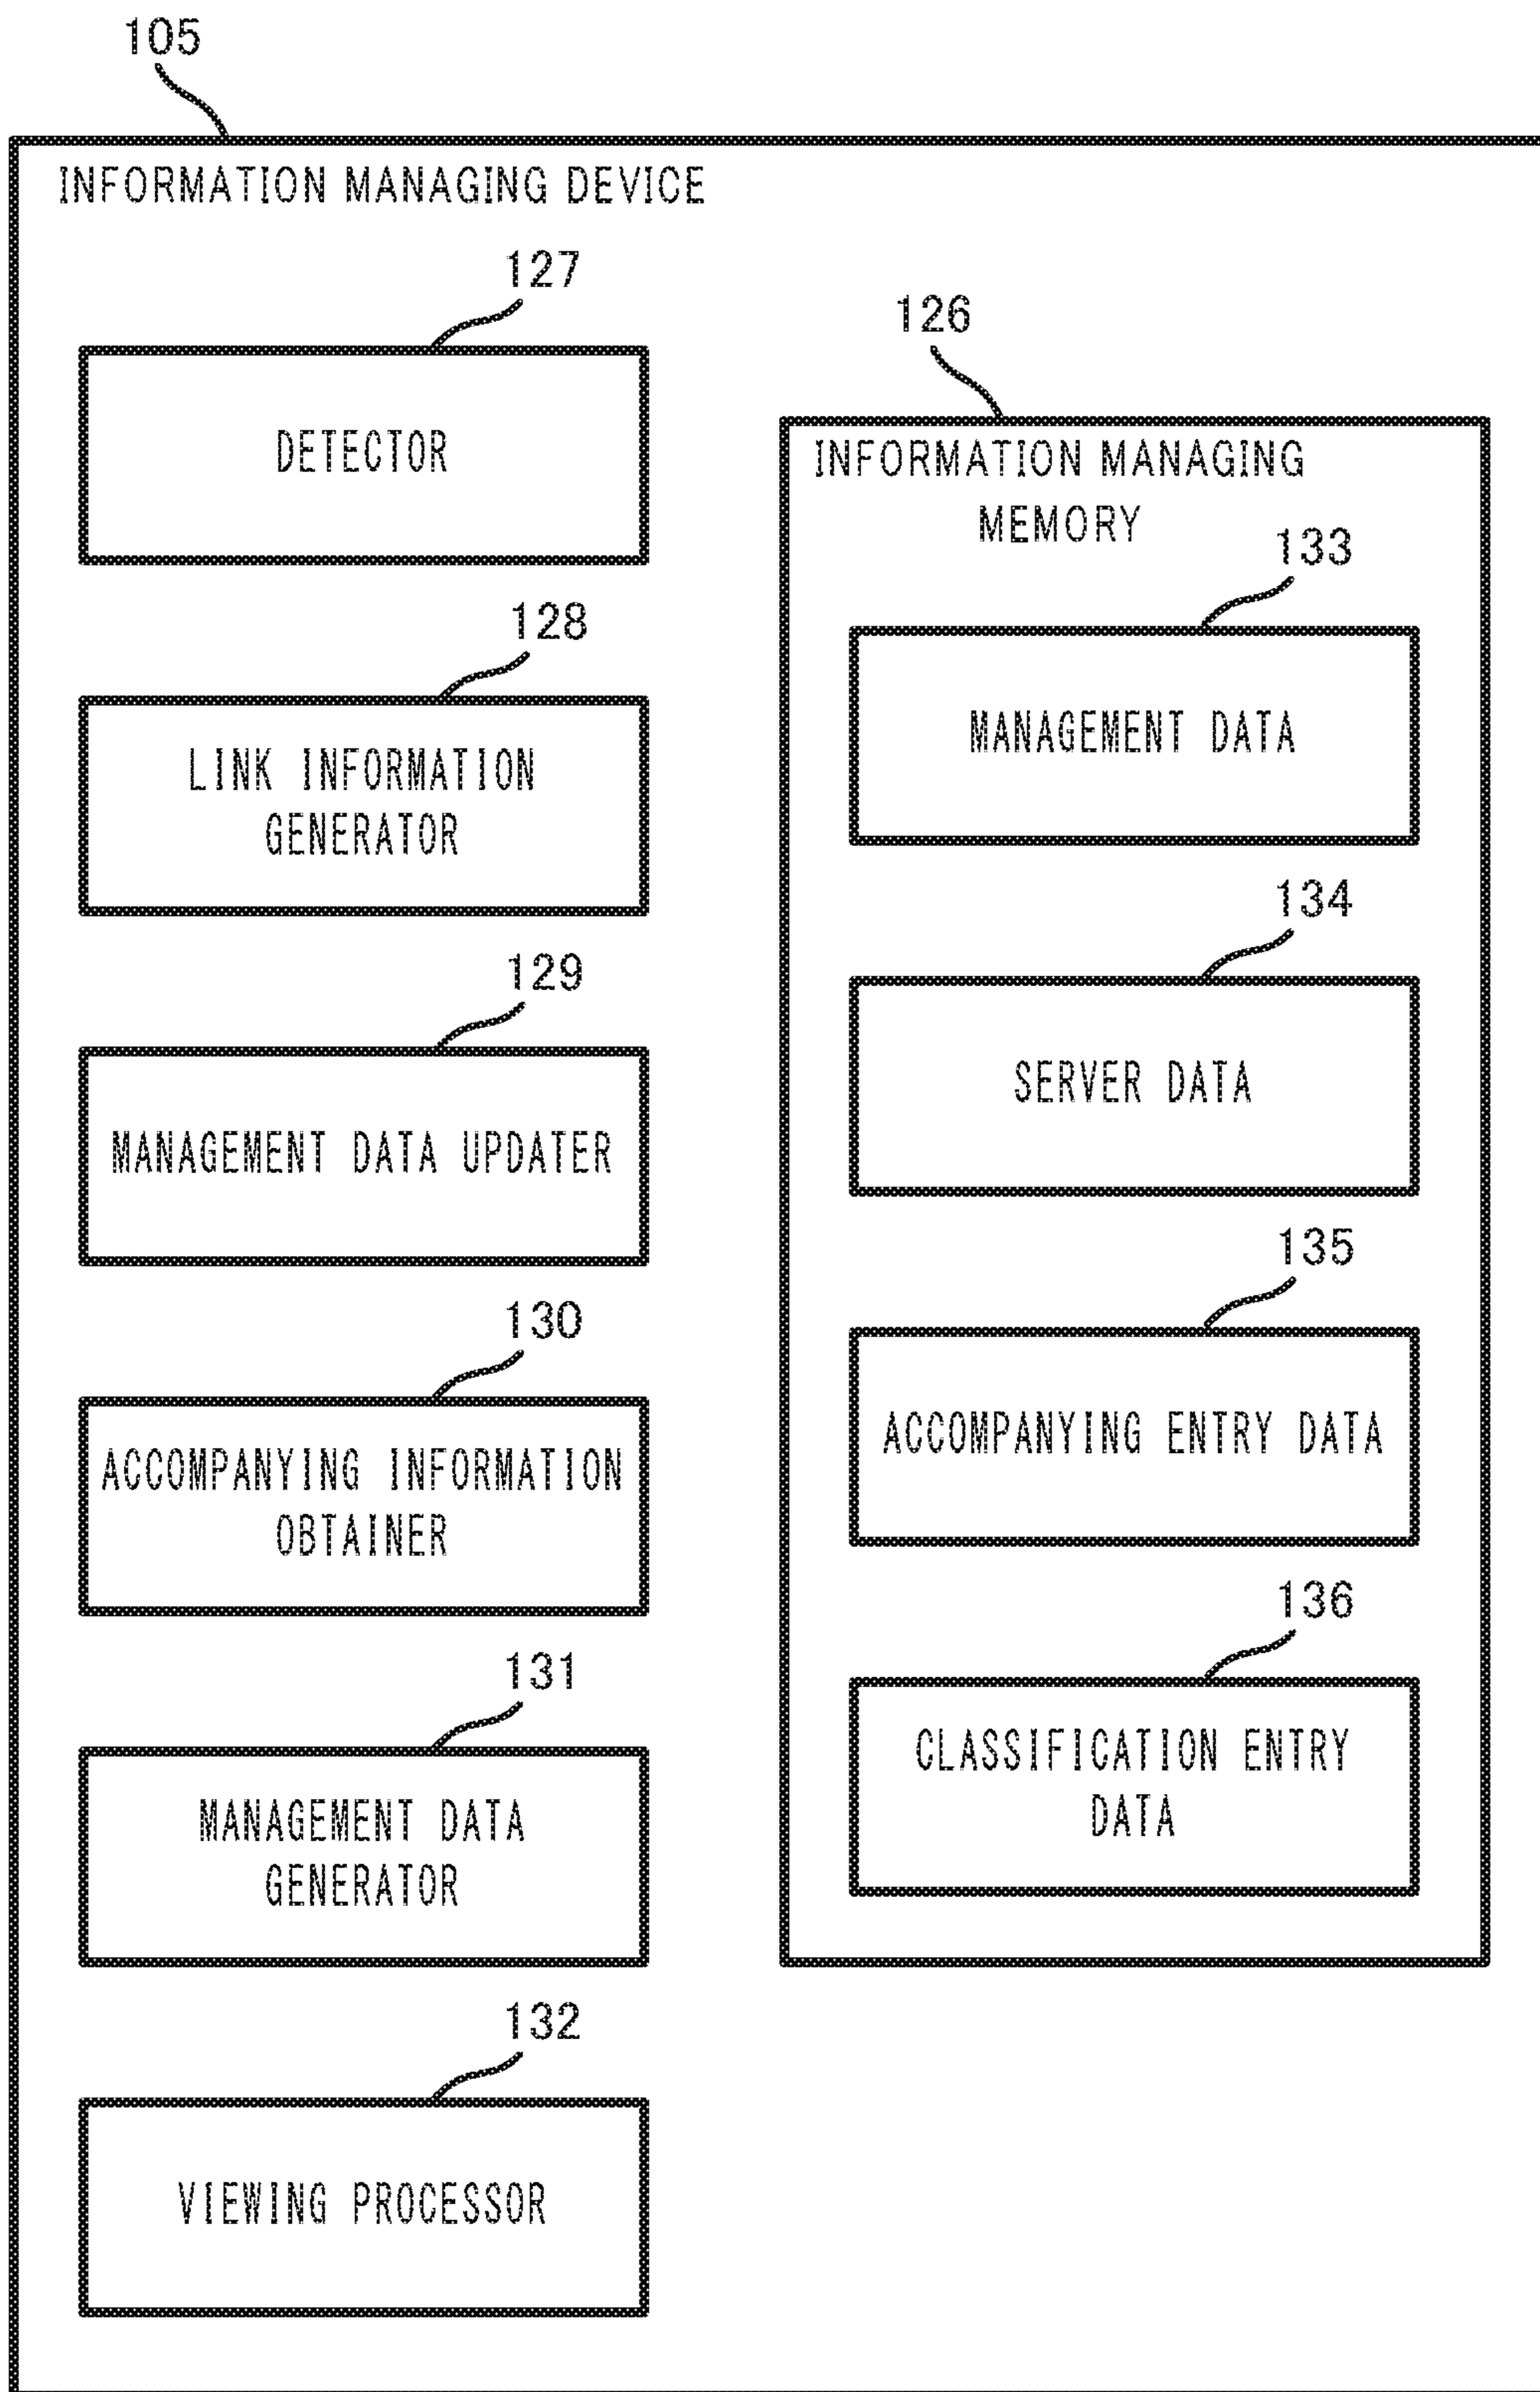 105
INFORMATION MANAGING DEVICE
127
DETECTOR
128
LINK INFORMATION
GENERATOR
129
MANAGEMENT DATA UPDATER
130
ACCOMPANYING INFORMATION
OBTAINER
131
MANAGEMENT DATA
GENERATOR
132
VIEWING PROCESSOR
126
INFORMATION MANAGING
MEMORY
133
MANAGEMENT DATA
134
SERVER DATA
135
ACCOMPANYING ENTRY DATA
136
CLASSIFICATION ENTRY
DATA